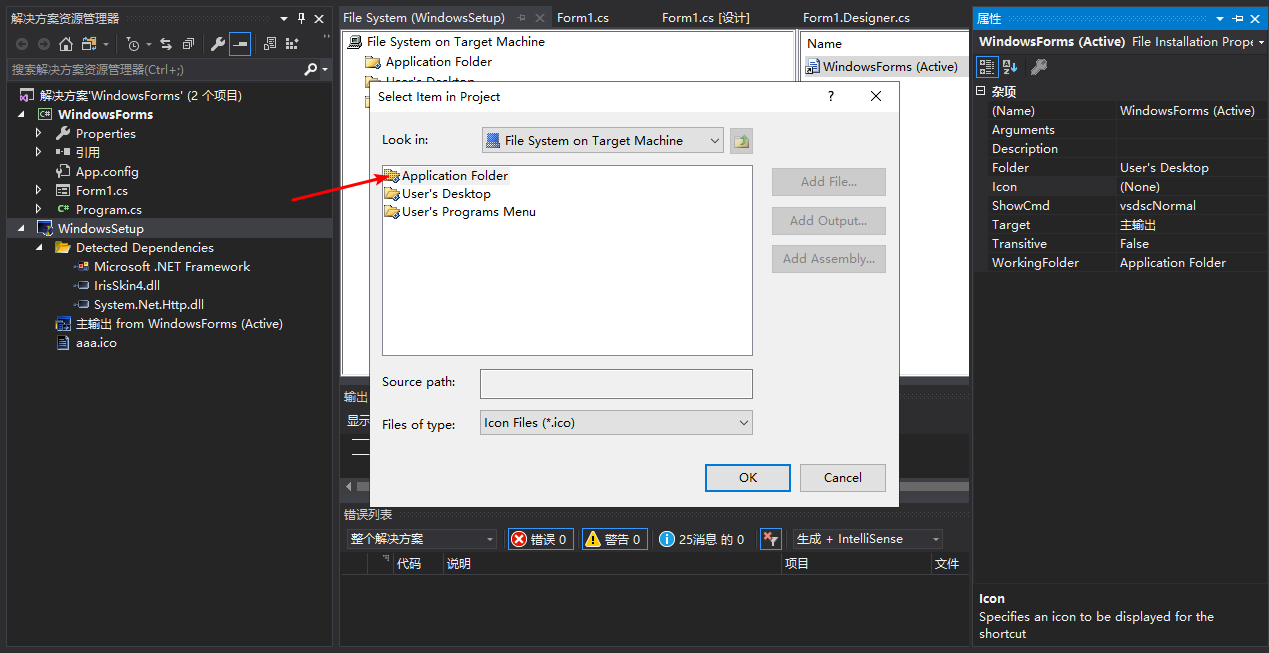 解决方案资源管理器
搜索解决方案资源管理器(Ctrl+;)
解决方案'WindowsForms' (2 个项目)
WindowsForms
Properties
引用
App.config
Form1.cs
Program.cs
WindowsSetup
Detected Dependencies
Microsoft .NET Framework
IrisSkin4.dll
System.Net.Http.dll
主输出 from WindowsForms (Active)
aaa.ico
File System (WindowsSetup)
Form1.cs
Form1.cs [设计]
Form1.Designer.cs
File System on Target Machine
Application Folder
User's Desktop
Name
WindowsForms (Active)
Select Item in Project
Look in:
File System on Target Machine
Application Folder
User's Desktop
User's Programs Menu
Add File...
Add Output...
Add Assembly...
Source path:
Files of type:
Icon Files (*.ico)
OK
Cancel
输出
显示
错误列表
整个解决方案
错误 0
警告 0
25消息 的 0
生成 + IntelliSense
代码
说明
项目
文件
属性
WindowsForms (Active) File Installation Prope
杂项
(Name) WindowsForms (Active)
Arguments
Description
Folder User's Desktop
Icon (None)
ShowCmd vsdscNormal
Target 主输出
Transitive False
WorkingFolder Application Folder
Icon
Specifies an icon to be displayed for the
shortcut